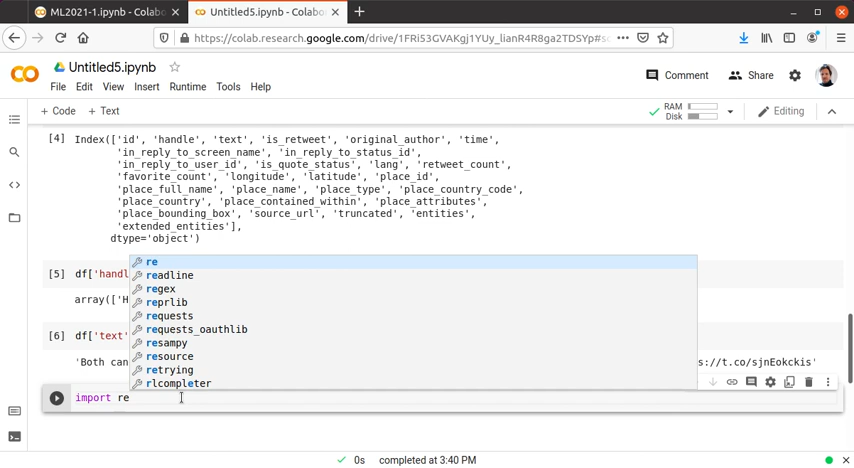 ML2021-1.ipynb - Colabo
Untitled5.ipynb - Colabo
https://colab.research.google.com/drive/1FRi53GVAKgj1YUy_lianR4R8ga2TDSYp#sc
Untitled5.ipynb
Comment
Share
File Edit View Insert Runtime Tools Help
+ Code + Text
RAM
Disk
Editing
[4] Index(['id', 'handle', 'text', 'is_retweet', 'original_author', 'time',
'in_reply_to_screen_name', 'in_reply_to_status_id',
'in_reply_to_user_id', 'is_quote_status', 'lang', 'retweet_count',
'favorite_count', 'longitude', 'latitude', 'place_id',
'place_full_name', 'place_name', 'place_type', 'place_country_code',
'place_country', 'place_contained_within', 'place_attributes',
'place_bounding_box', 'source_url', 'truncated', 'entities',
'extended_entities'],
dtype='object')
re
[5] df['handl
readline
regex
array(['H
reprlib
requests
requests_oauthlib
[6] df['text'
resampy
resource
'Both can
s://t.co/sjnEokckis'
retrying
rlcompleter
import re
0s completed at 3:40 PM